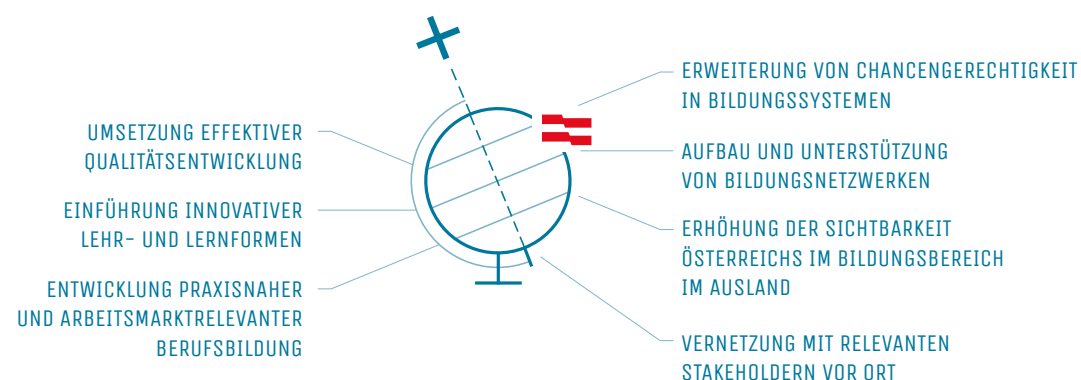 UMSETZUNG EFFEKTIVER
QUALITÄTSENTWICKLUNG
EINFÜHRUNG INNOVATIVER
LEHR- UND LERNFORMEN
ENTWICKLUNG PRAXISNAHER
UND ARBEITSMARKTRELEVANTER
BERUFSBILDUNG
ERWEITERUNG VON CHANCENGERECHTIGKEIT
IN BILDUNGSSYSTEMEN
AUFBAU UND UNTERSTÜTZUNG
VON BILDUNGSNETZWERKEN
ERHÖHUNG DER SICHTBARKEIT
ÖSTERREICHS IM BILDUNGSBEREICH
IM AUSLAND
VERNETZUNG MIT RELEVANTEN
STAKEHOLDERN VOR ORT